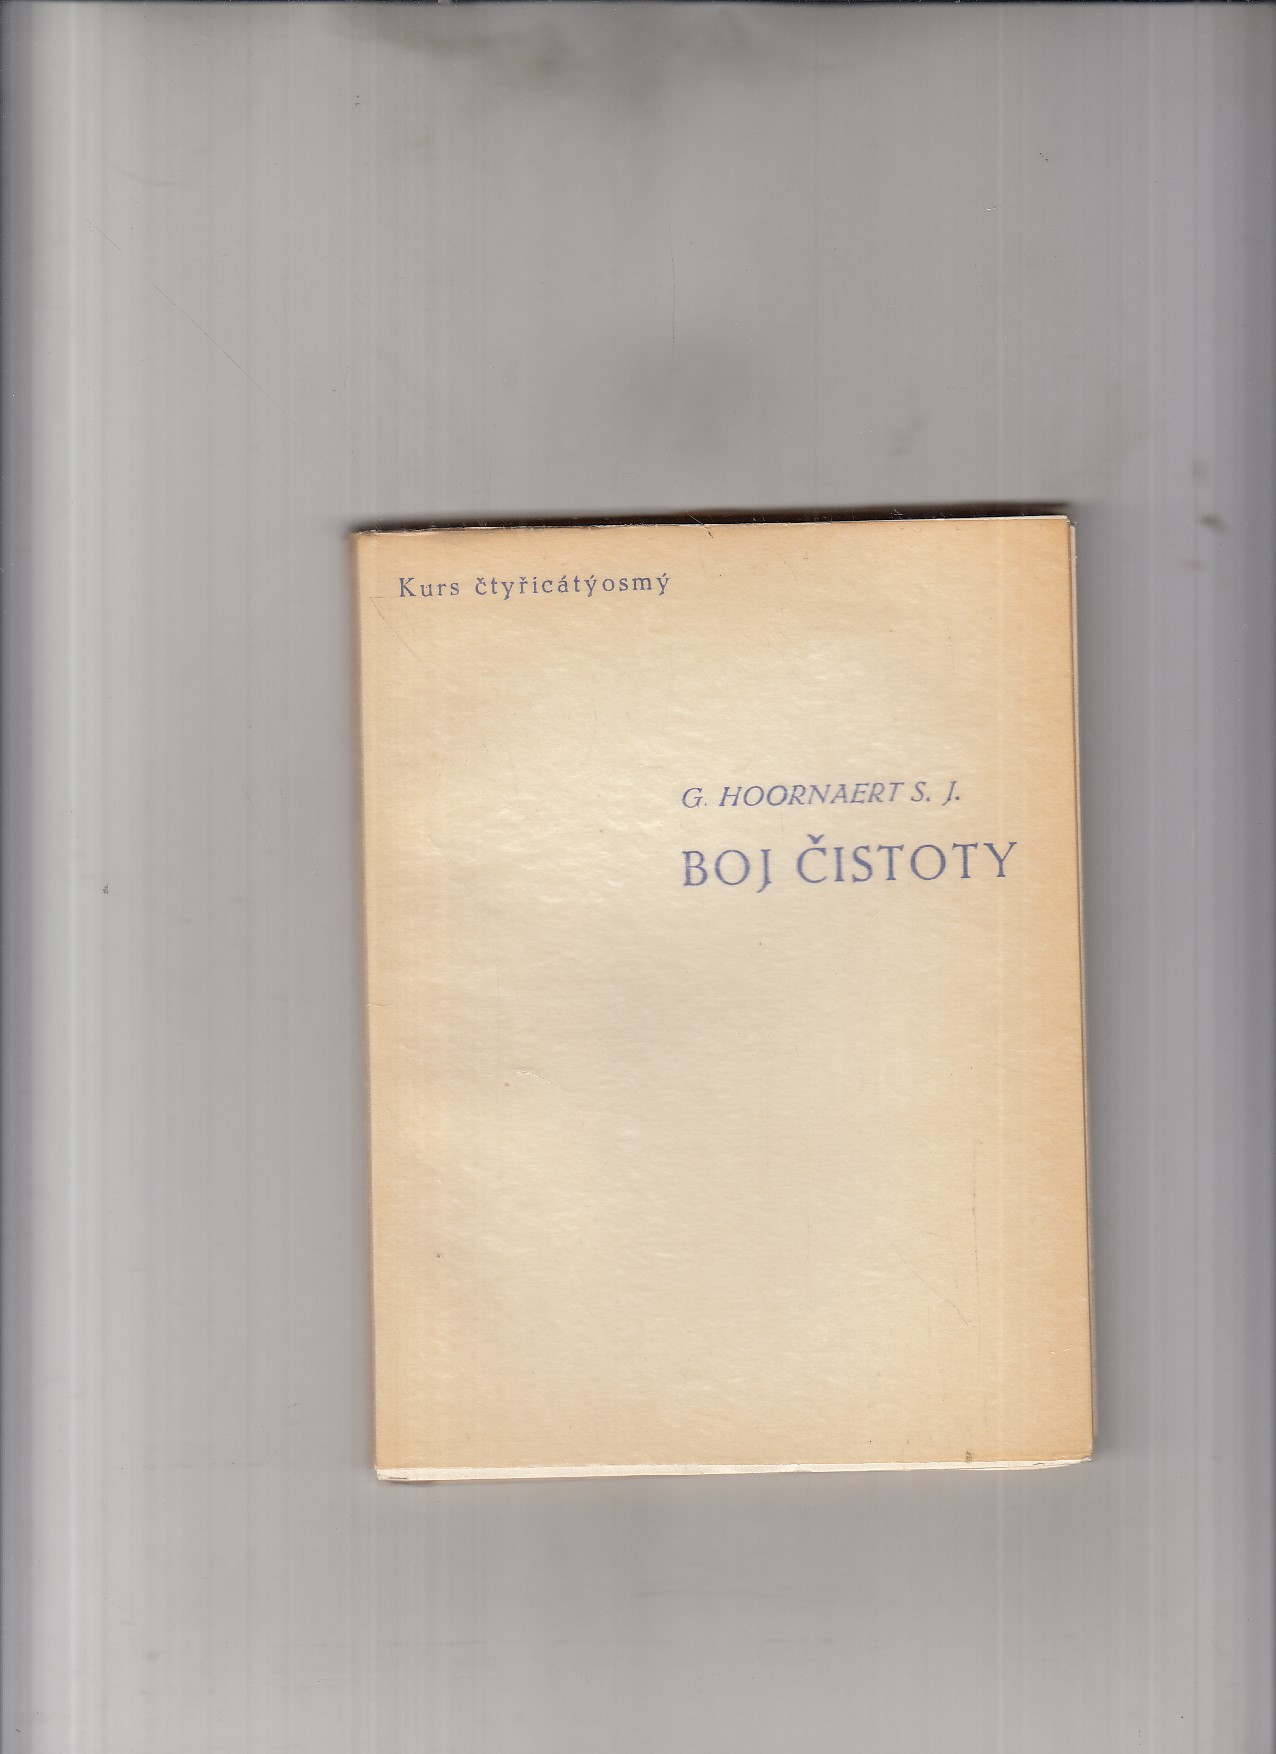 Kurs čtyřicátýosmý
G. HOORNAERT S. J.
BOJ ČISTOTY